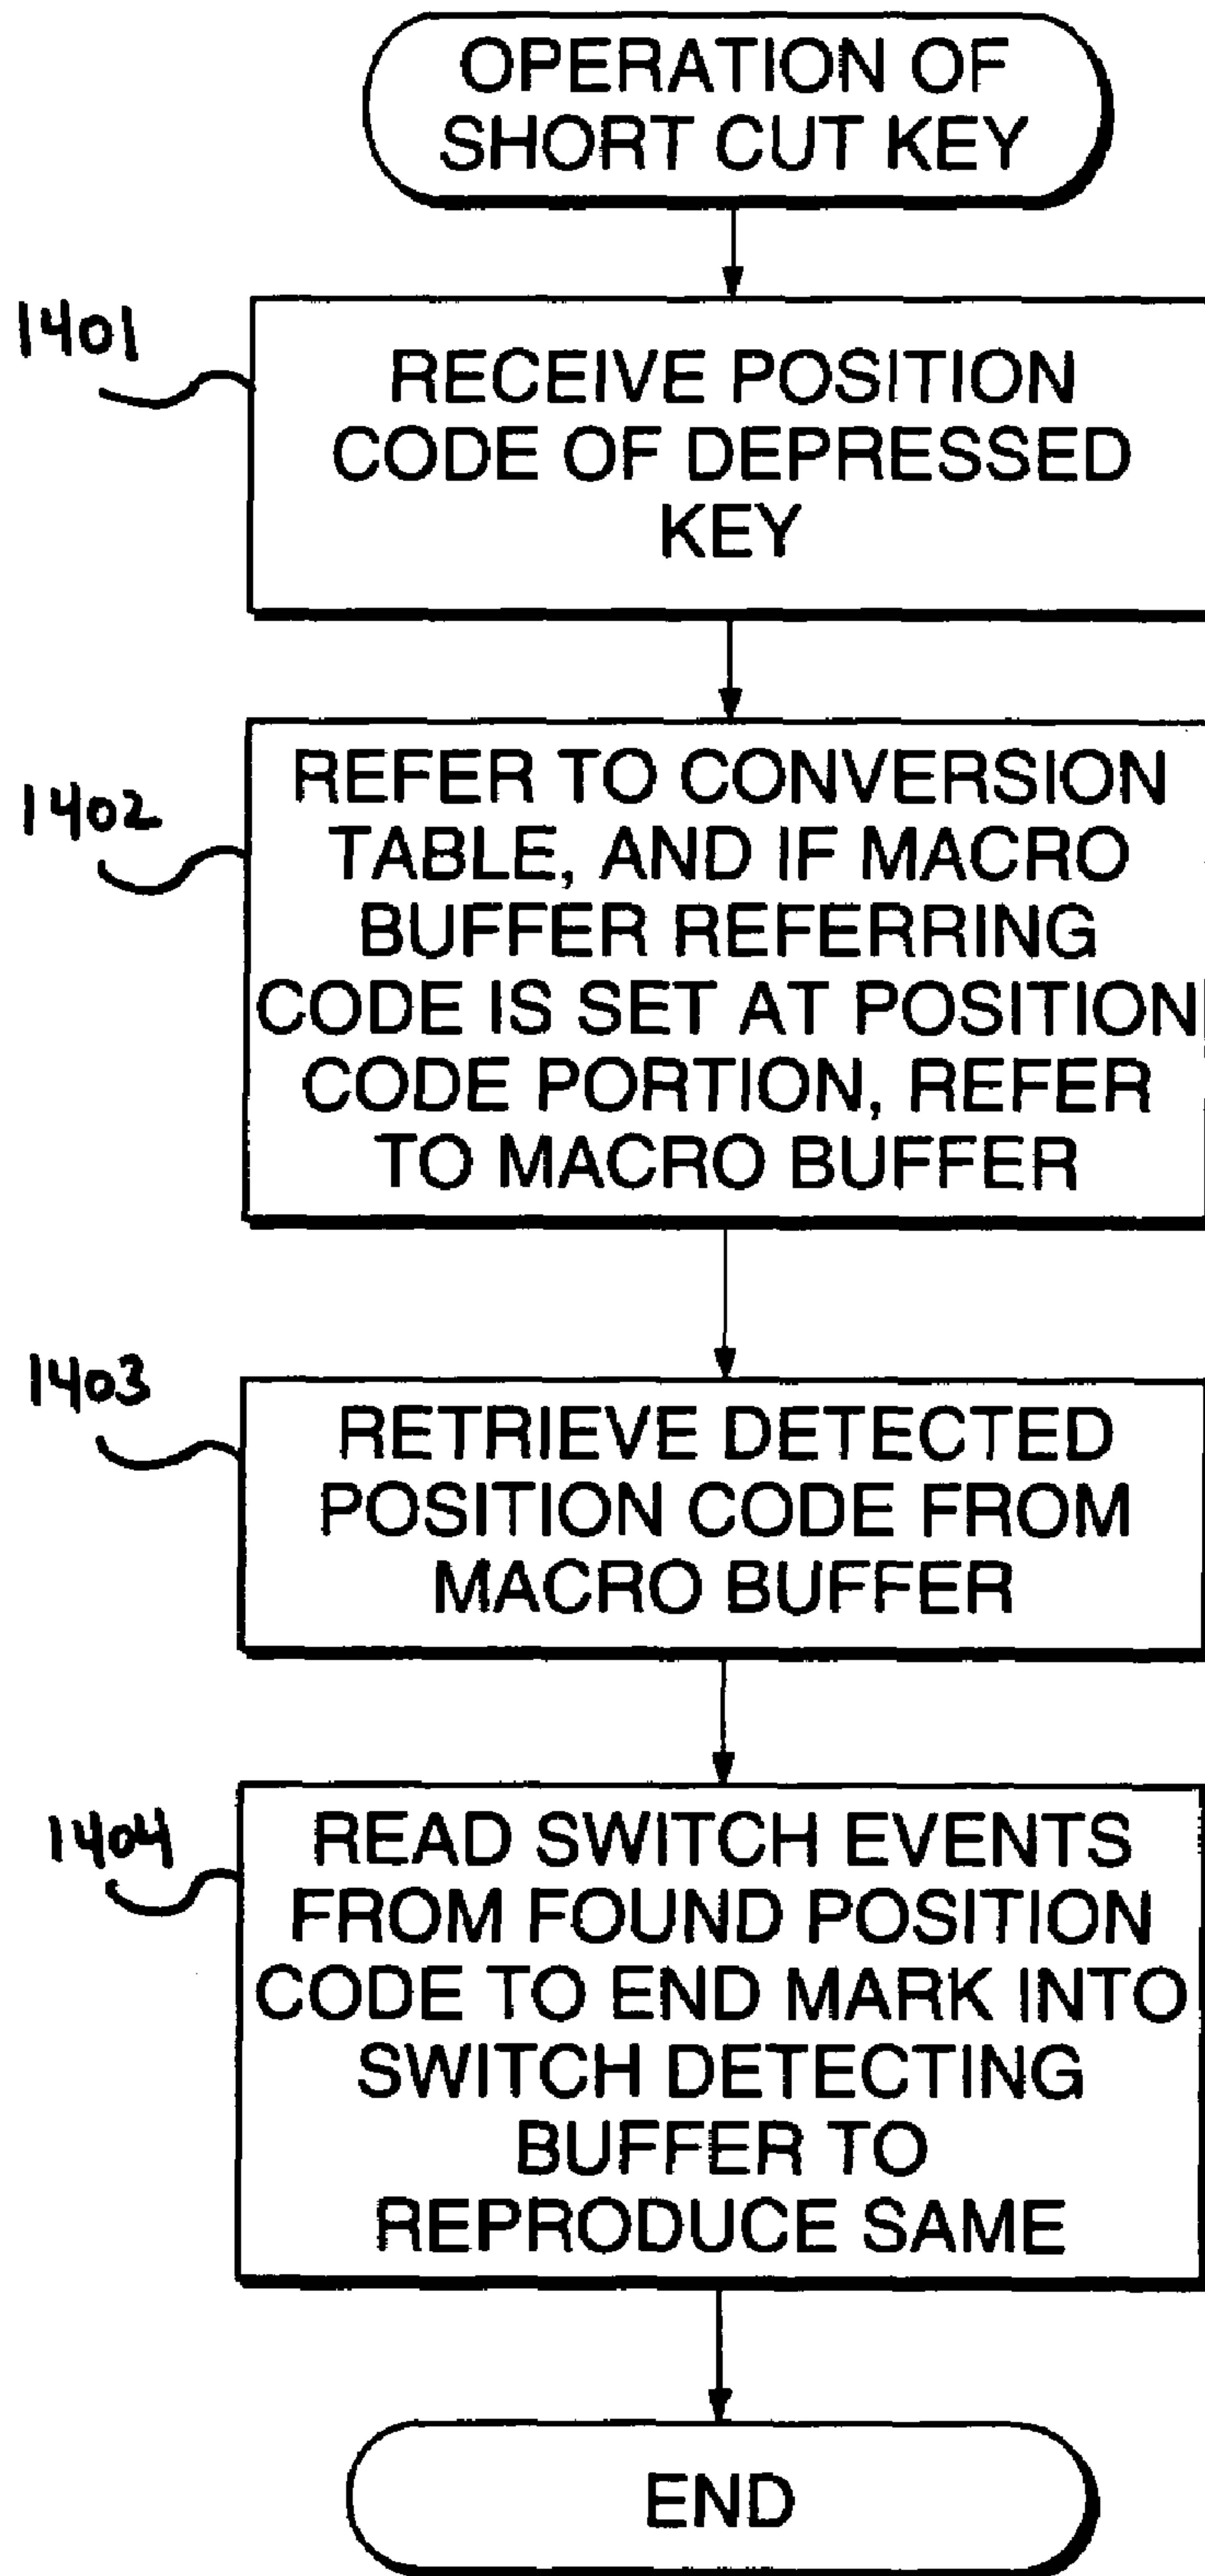 OPERATION OF
SHORT CUT KEY
1401
RECEIVE POSITION
CODE OF DEPRESSED
KEY
1402
REFER TO CONVERSION
TABLE, AND IF MACRO
BUFFER REFERRING
CODE IS SET AT POSITION
CODE PORTION, REFER
TO MACRO BUFFER
1403
RETRIEVE DETECTED
POSITION CODE FROM
MACRO BUFFER
1404
READ SWITCH EVENTS
FROM FOUND POSITION
CODE TO END MARK INTO
SWITCH DETECTING
BUFFER TO
REPRODUCE SAME
END